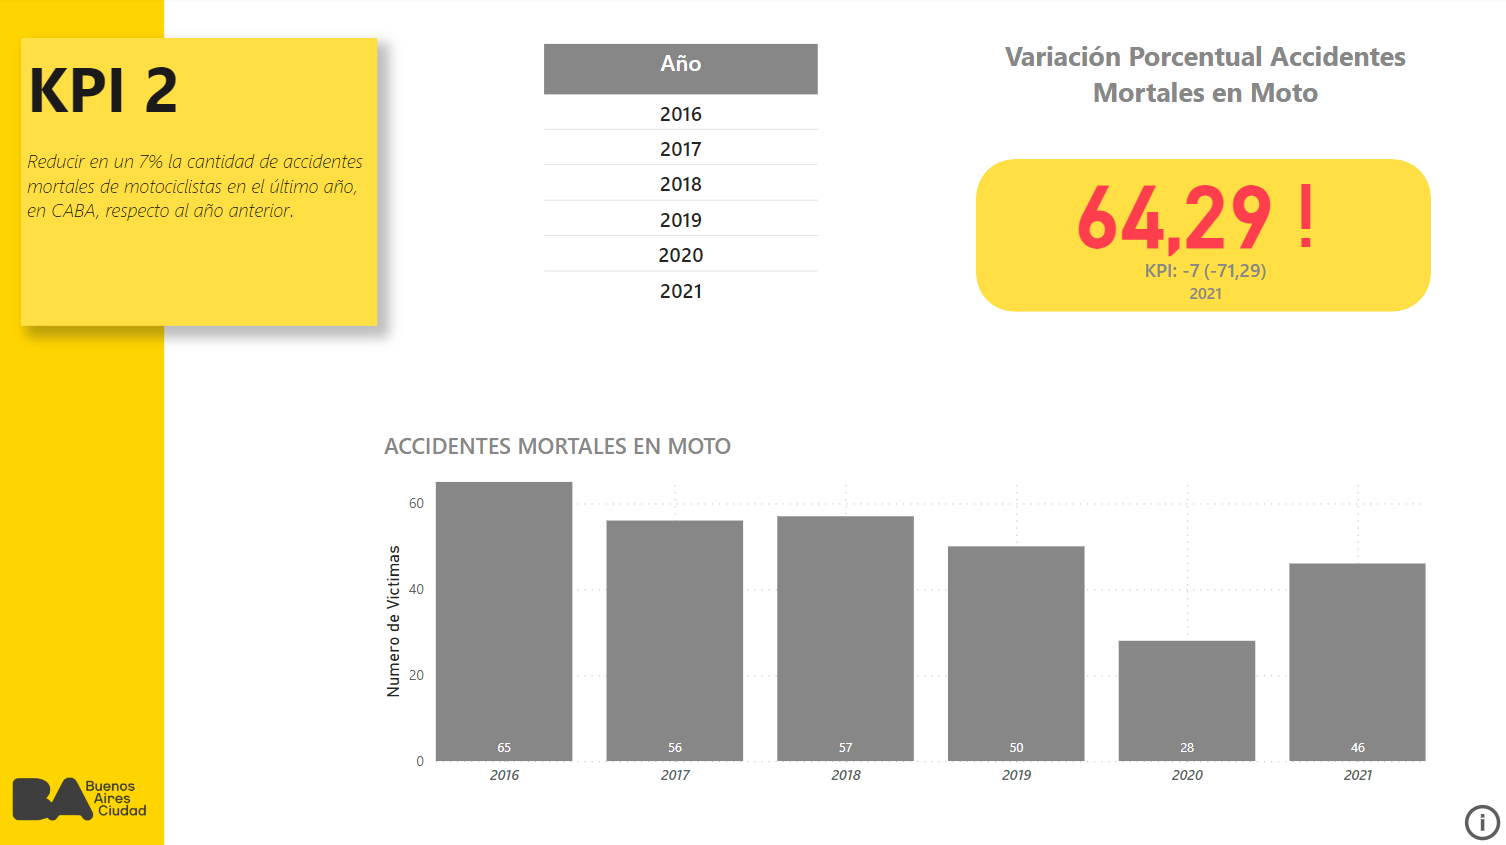 KPI 2
Reducir en un 7% la cantidad de accidentes
mortales de motociclistas en el último año,
en CABA, respecto al año anterior.
Año
2016
2017
2018
2019
2020
2021
Variación Porcentual Accidentes
Mortales en Moto
64,29 !
KPI: -7 (-71,29)
2021
ACCIDENTES MORTALES EN MOTO
Numero de Victimas
60
40
20
0
65
56
57
50
28
46
2016
2017
2018
2019
2020
2021
BA
Buenos
Aires
Ciudad